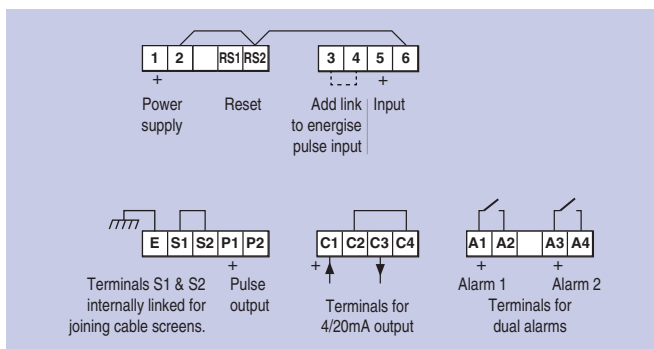 1 2 RS1 RS2 3 4 5 6
+ +
Power Reset Add link Input
supply to energise
pulse input
E S1 S2 P1 P2 C1 C2 C3 C4 A1 A2 A3 A4
+ + + +
Terminals S1 & S2 Pulse Terminals for Alarm 1 Alarm 2
internally linked for output 4/20mA output Terminals for
joining cable screens. dual alarms